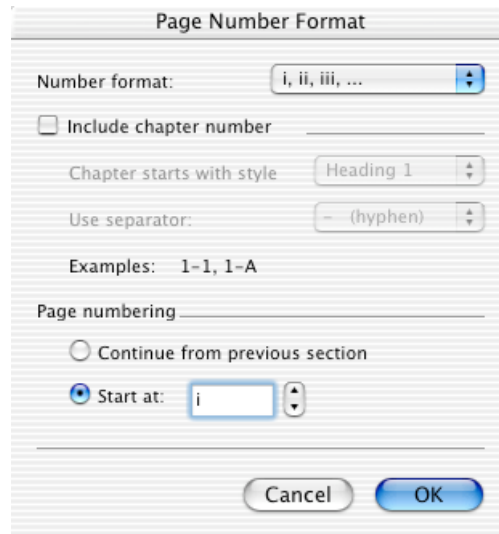 Page Number Format
Number format: i, ii, iii, ...
Include chapter number
Chapter starts with style Heading 1
Use separator: - (hyphen)
Examples: 1-1, 1-A
Page numbering
Continue from previous section
Start at: i
Cancel OK